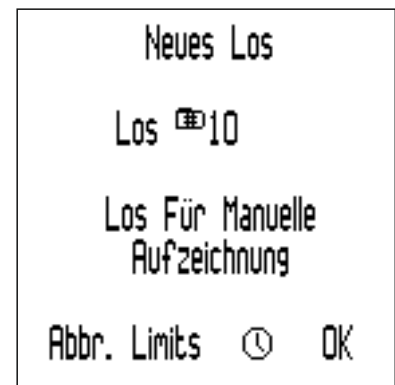 Neues Los
Los #10
Los Für Manuelle
Aufzeichnung
Abbr. Limits OK